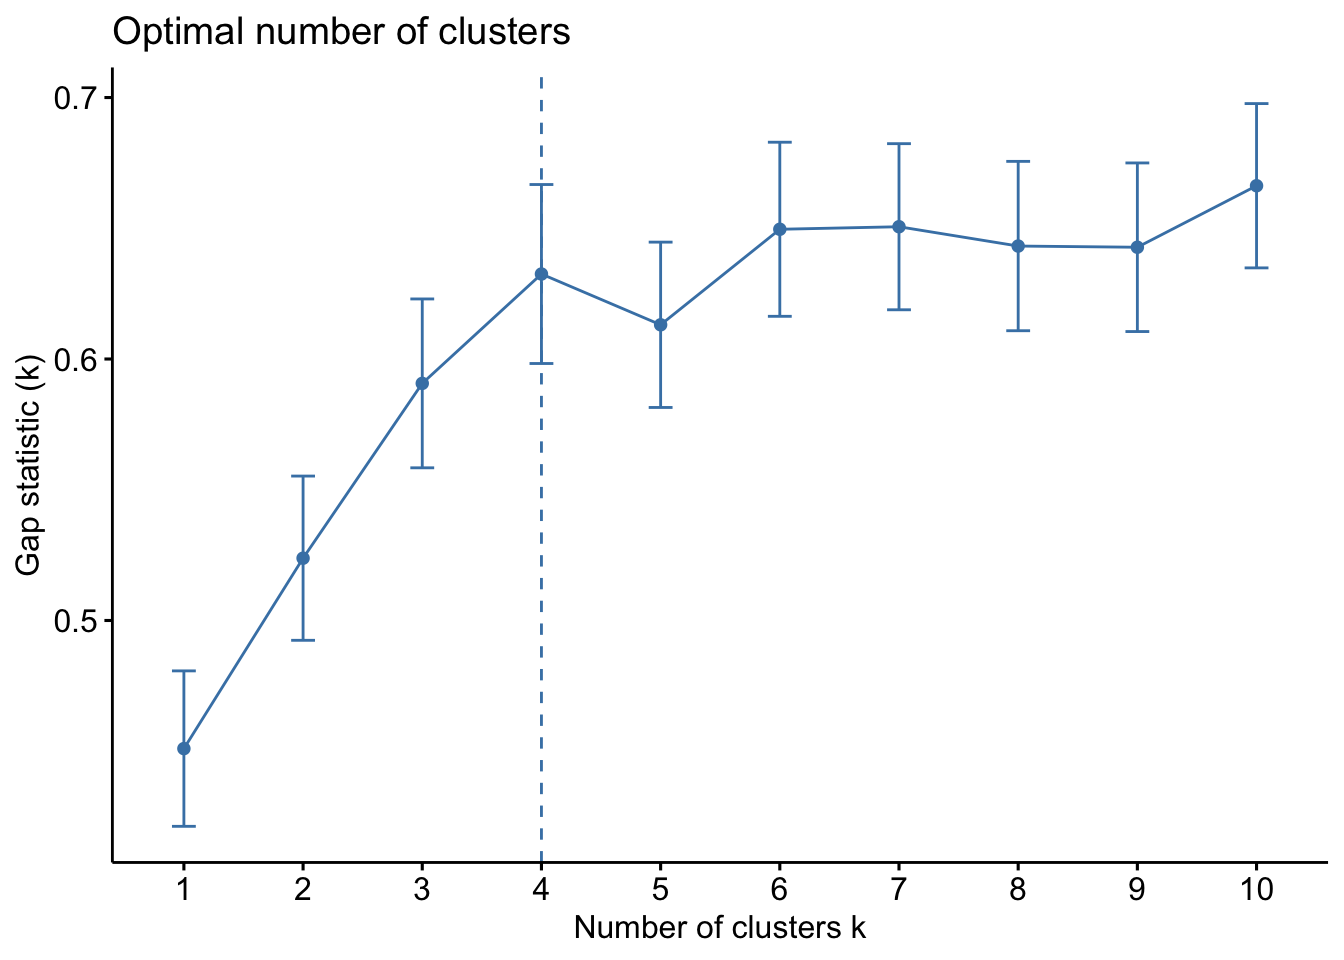 Optimal number of clusters
0.7
0.6
0.5
Gap statistic (k)
1 2 3 4 5 6 7 8 9 10
Number of clusters k